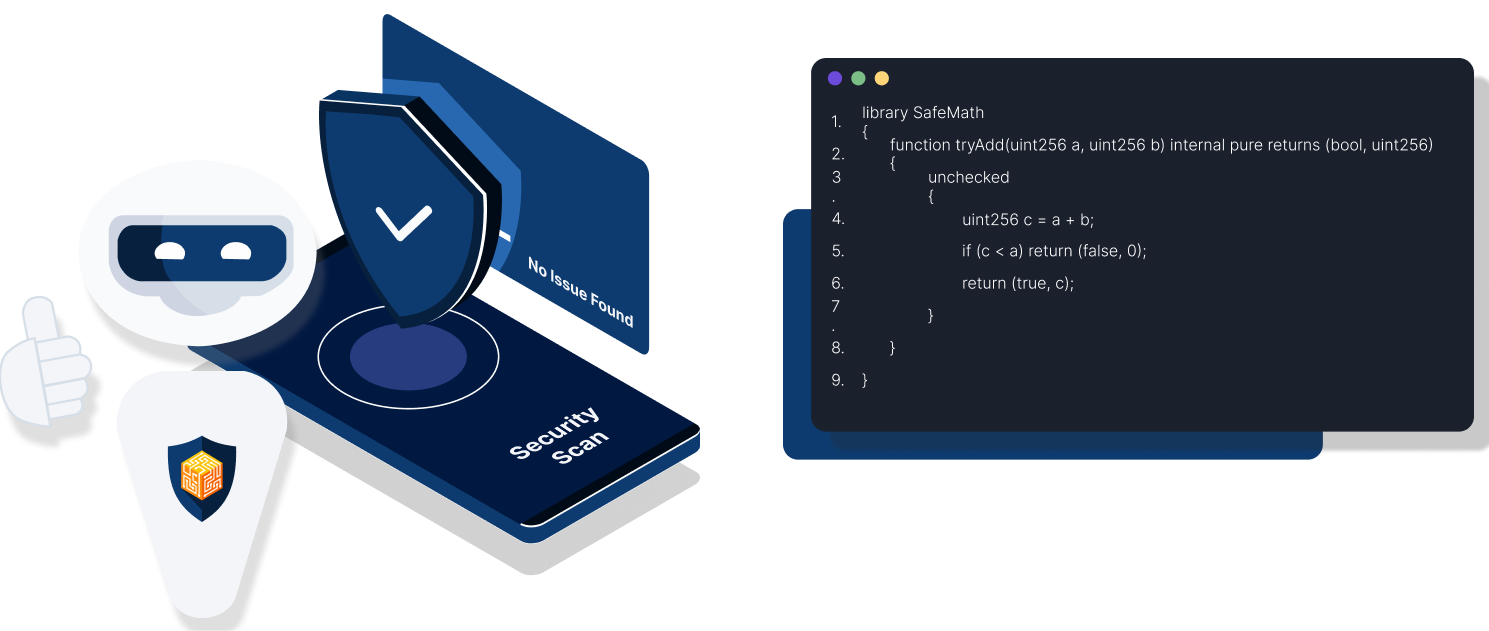 No Issue Found
Security
Scan
1.
library SafeMath
{
2.
function tryAdd(uint256 a, uint256 b) internal pure returns (bool, uint256)
{
3
.
unchecked
{
4.
uint256 c = a + b;
5.
if (c < a) return (false, 0);
6.
return (true, c);
7
.
}
8.
}
9.
}